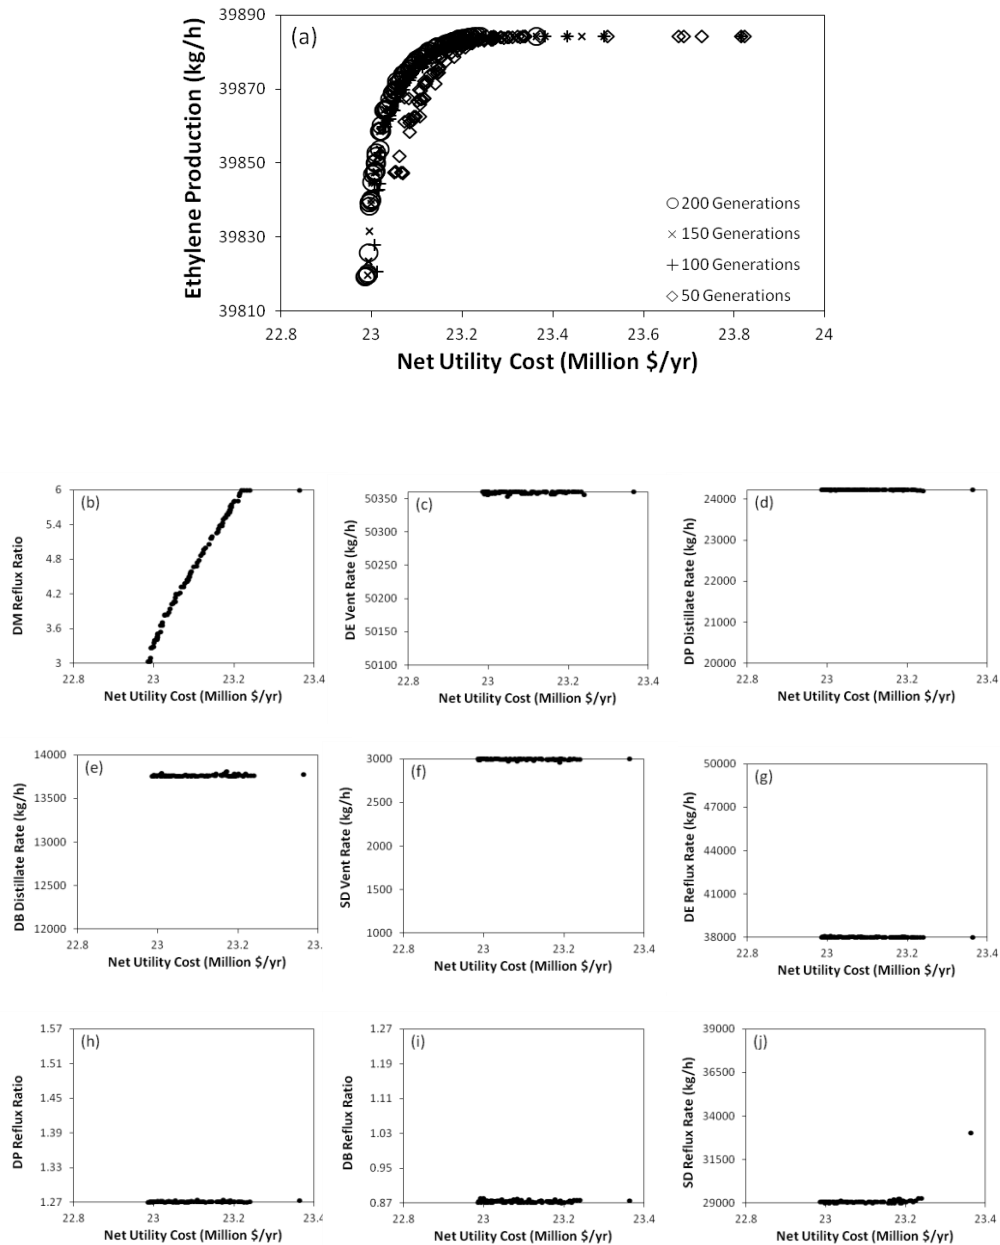 39890
39870
39850
39830
39810
Ethylene Production (kg/h)
(a)
200 Generations
150 Generations
100 Generations
50 Generations
22.8 23 23.2 23.4 23.6 23.8 24
Net Utility Cost (Million $/yr)
6
5.4
4.8
4.2
3.6
3
DM Reflux Ratio
(b)
22.8 23 23.2 23.4
Net Utility Cost (Million $/yr)
50350
50300
50250
50200
50150
50100
DE Vent Rate (kg/h)
(c)
22.8 23 23.2 23.4
Net Utility Cost (Million $/yr)
24000
23000
22000
21000
20000
DP Distillate Rate (kg/h)
(d)
22.8 23 23.2 23.4
Net Utility Cost (Million $/yr)
14000
13500
13000
12500
12000
DB Distillate Rate (kg/h)
(e)
22.8 23 23.2 23.
Net Utility Cost (Million $/yr)
3000
2500
2000
1500
1000
SD Vent Rate (kg/h)
(f)
22.8 23 23.2 23.4
Net Utility Cost (Million $/yr)
50000
47000
44000
41000
38000
DE Reflux Rate (kg/h)
(g)
22.8 23 23.2 23.4
Net Utility Cost (Million $/yr)
1.57
1.51
1.45
1.39
1.33
1.27
DP Reflux Ratio
(h)
22.8 23 23.2 23.4
Net Utility Cost (Million $/yr)
1.27
1.19
1.11
1.03
0.95
0.87
DB Reflux Ratio
(i)
22.8 23 23.2 23.4
Net Utility Cost (Million $/yr)
39000
36500
34000
31500
29000
SD Reflux Rate (kg/h)
(j)
22.8 23 23.2 23.4
Net Utility Cost (Million $/yr)